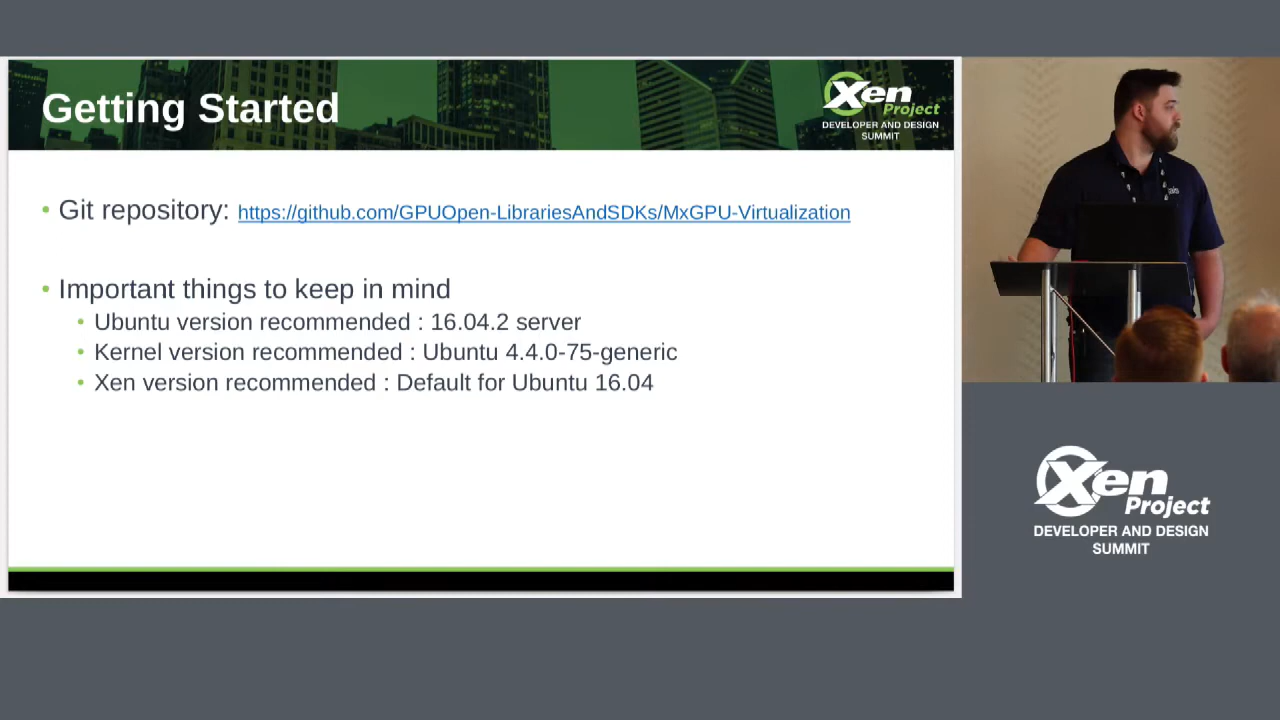 Getting Started
Xen
Project
DEVELOPER AND DESIGN
SUMMIT
• Git repository: https://github.com/GPUOpen-LibrariesAndSDKs/MxGPU-Virtualization
• Important things to keep in mind
• Ubuntu version recommended : 16.04.2 server
• Kernel version recommended : Ubuntu 4.4.0-75-generic
• Xen version recommended : Default for Ubuntu 16.04
Xen
Project
DEVELOPER AND DESIGN
SUMMIT